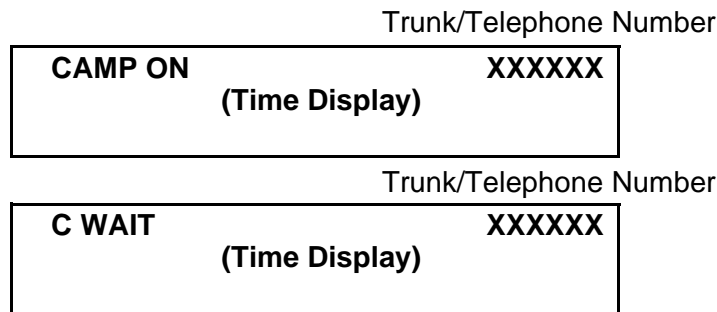 Trunk/Telephone Number
CAMP ON XXXXXX
(Time Display)
Trunk/Telephone Number
C WAIT XXXXXX
(Time Display)